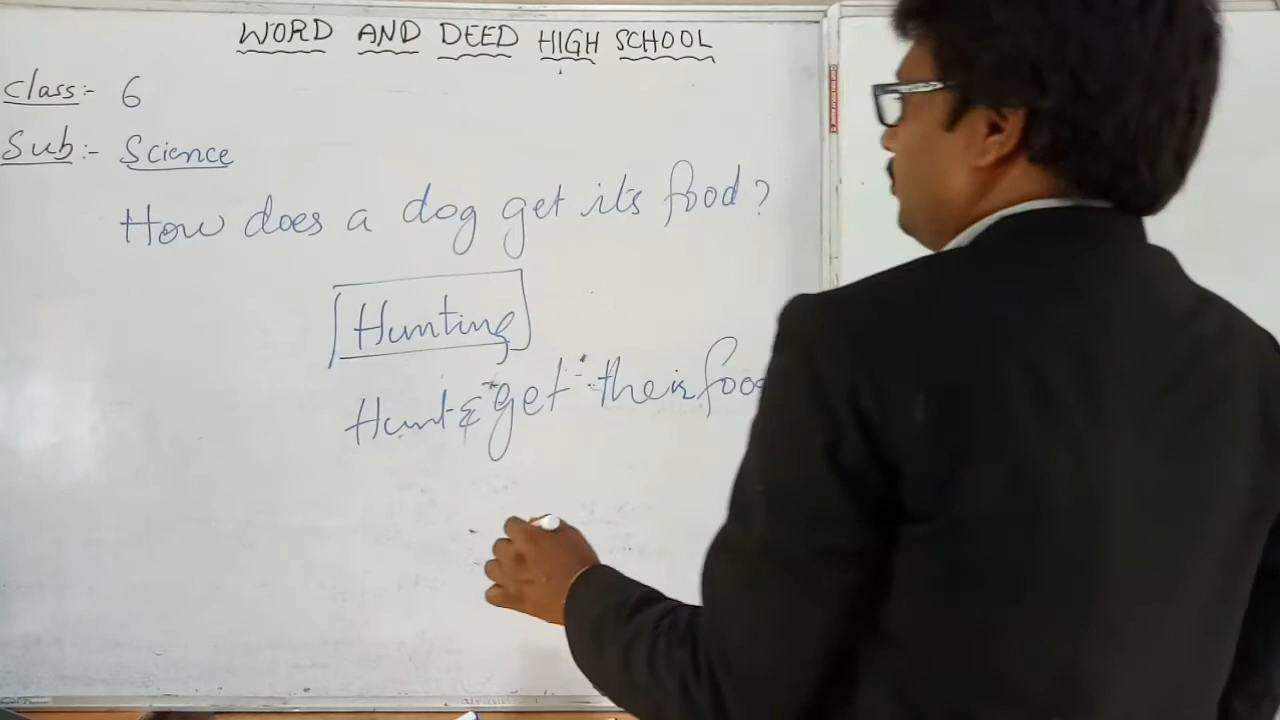 WORD AND DEED HIGH SCHOOL
Class:- 6
Sub:- Science
How does a dog get its food?
Hunting
Hunt & get their foo